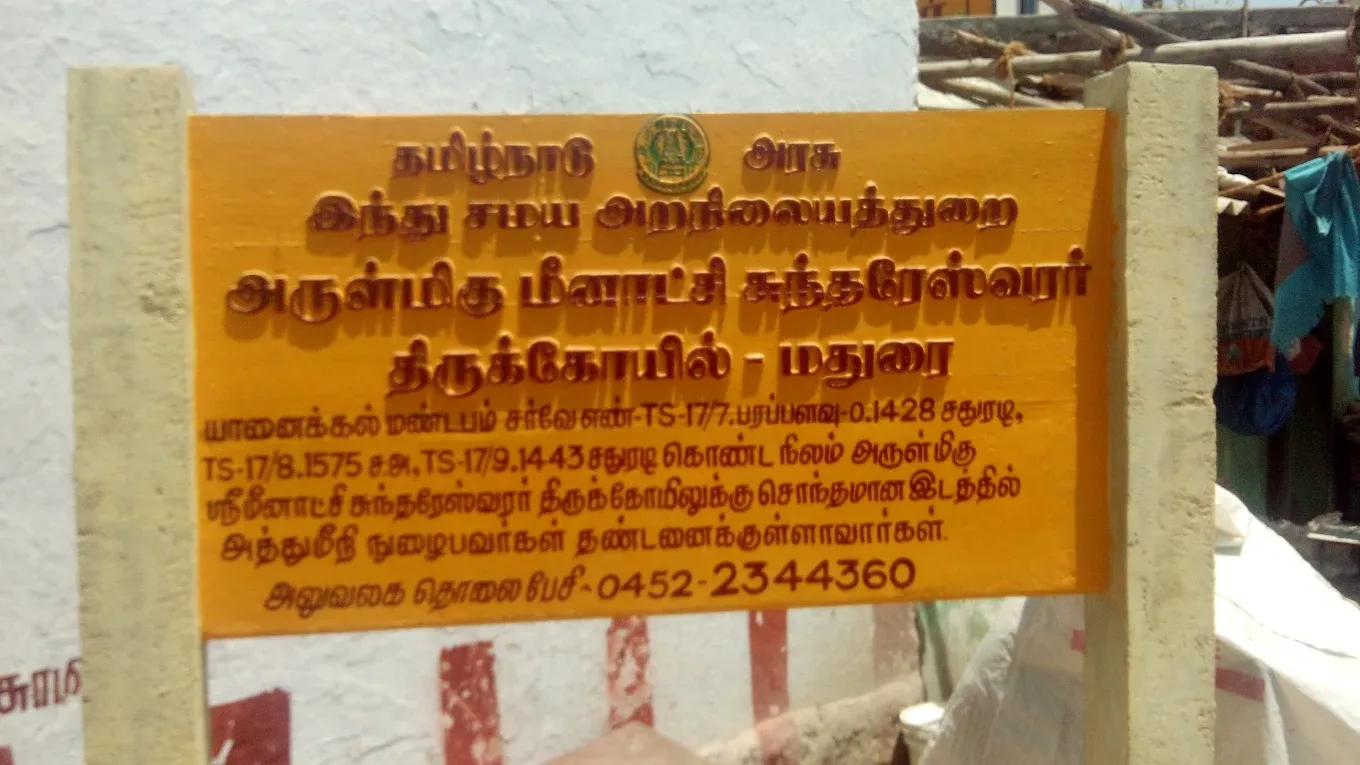 தமிழ்நாடு அரசு
இந்து சமய அறநிலையத்துறை
அருள்மிகு மீனாட்சி சுந்தரேஸ்வரர்
திருக்கோயில் - மதுரை
யானைக்கல் மண்டபம் சர்வே எண்-TS-17/7.பரப்பளவு-0.1428 சதுரடி,
TS-17/8.1575 ச.அ, TS-17/9.1443 சதுரடி கொண்ட நிலம் அருள்மிகு
ஸ்ரீமீனாட்சி சுந்தரேஸ்வரர் திருக்கோமிலுக்கு சொந்தமான இடத்தில்
அத்துமீநி நுழைபவர்கள் தண்டனைக்குள்ளாவார்கள்.
அலுவலகை தொலை பேசி - 0452-2344360